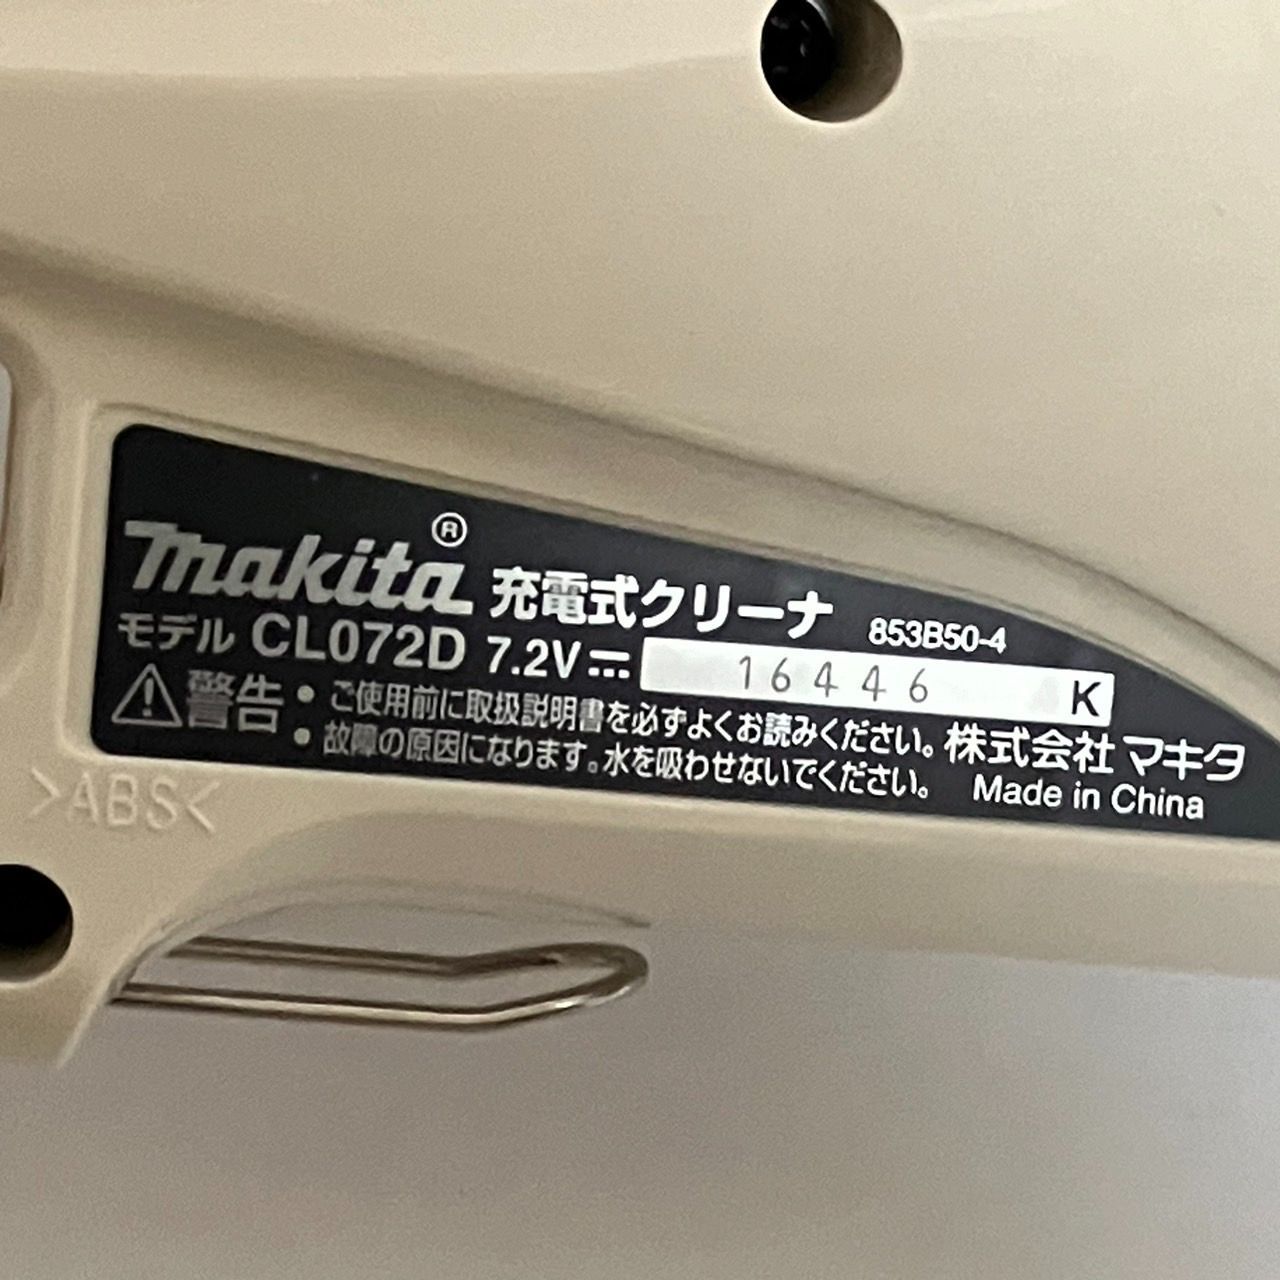 makita® 充電式クリーナ 853B50-4
モデル CL072D 7.2V⎓ 16446 K
⚠警告 • ご使用前に取扱説明書を必ずよくお読みください。 株式会社 マキタ
• 故障の原因になります。水を吸わせないでください。 Made in China
>ABS<